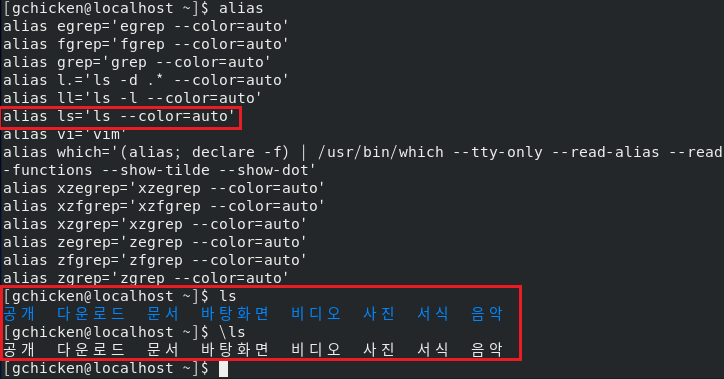 [gchicken@localhost ~]$ alias
alias egrep='egrep --color=auto'
alias fgrep='fgrep --color=auto'
alias grep='grep --color=auto'
alias l.='ls -d .* --color=auto'
alias ll='ls -l --color=auto'
alias ls='ls --color=auto'
alias vi='vim'
alias which='(alias; declare -f) | /usr/bin/which --tty-only --read-alias --read
-functions --show-tilde --show-dot'
alias xzegrep='xzegrep --color=auto'
alias xzfgrep='xzfgrep --color=auto'
alias xzgrep='xzgrep --color=auto'
alias zegrep='zegrep --color=auto'
alias zfgrep='zfgrep --color=auto'
alias zgrep='zgrep --color=auto'
[gchicken@localhost ~]$ ls
공개  다운로드  문서  바탕화면  비디오  사진  서식  음악
[gchicken@localhost ~]$ \ls
공개  다운로드  문서  바탕화면  비디오  사진  서식  음악
[gchicken@localhost ~]$